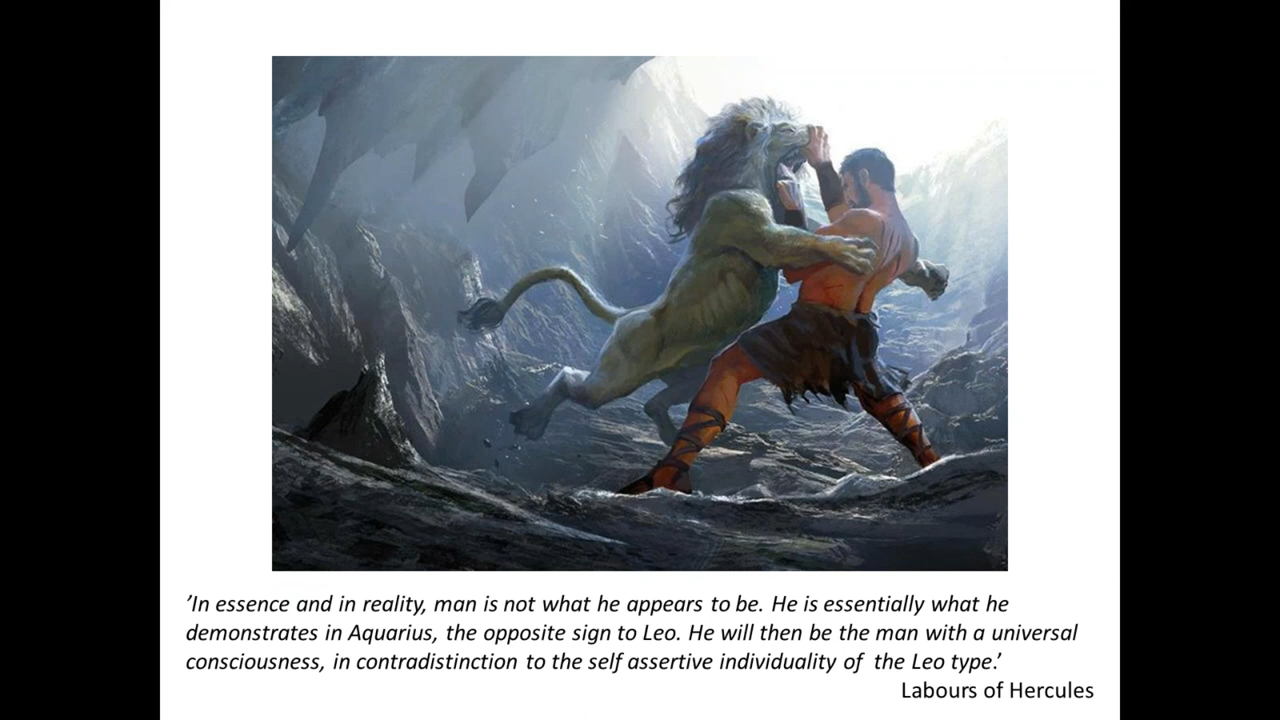 ’In essence and in reality, man is not what he appears to be. He is essentially what he
demonstrates in Aquarius, the opposite sign to Leo. He will then be the man with a universal
consciousness, in contradistinction to the self assertive individuality of the Leo type.’
Labours of Hercules